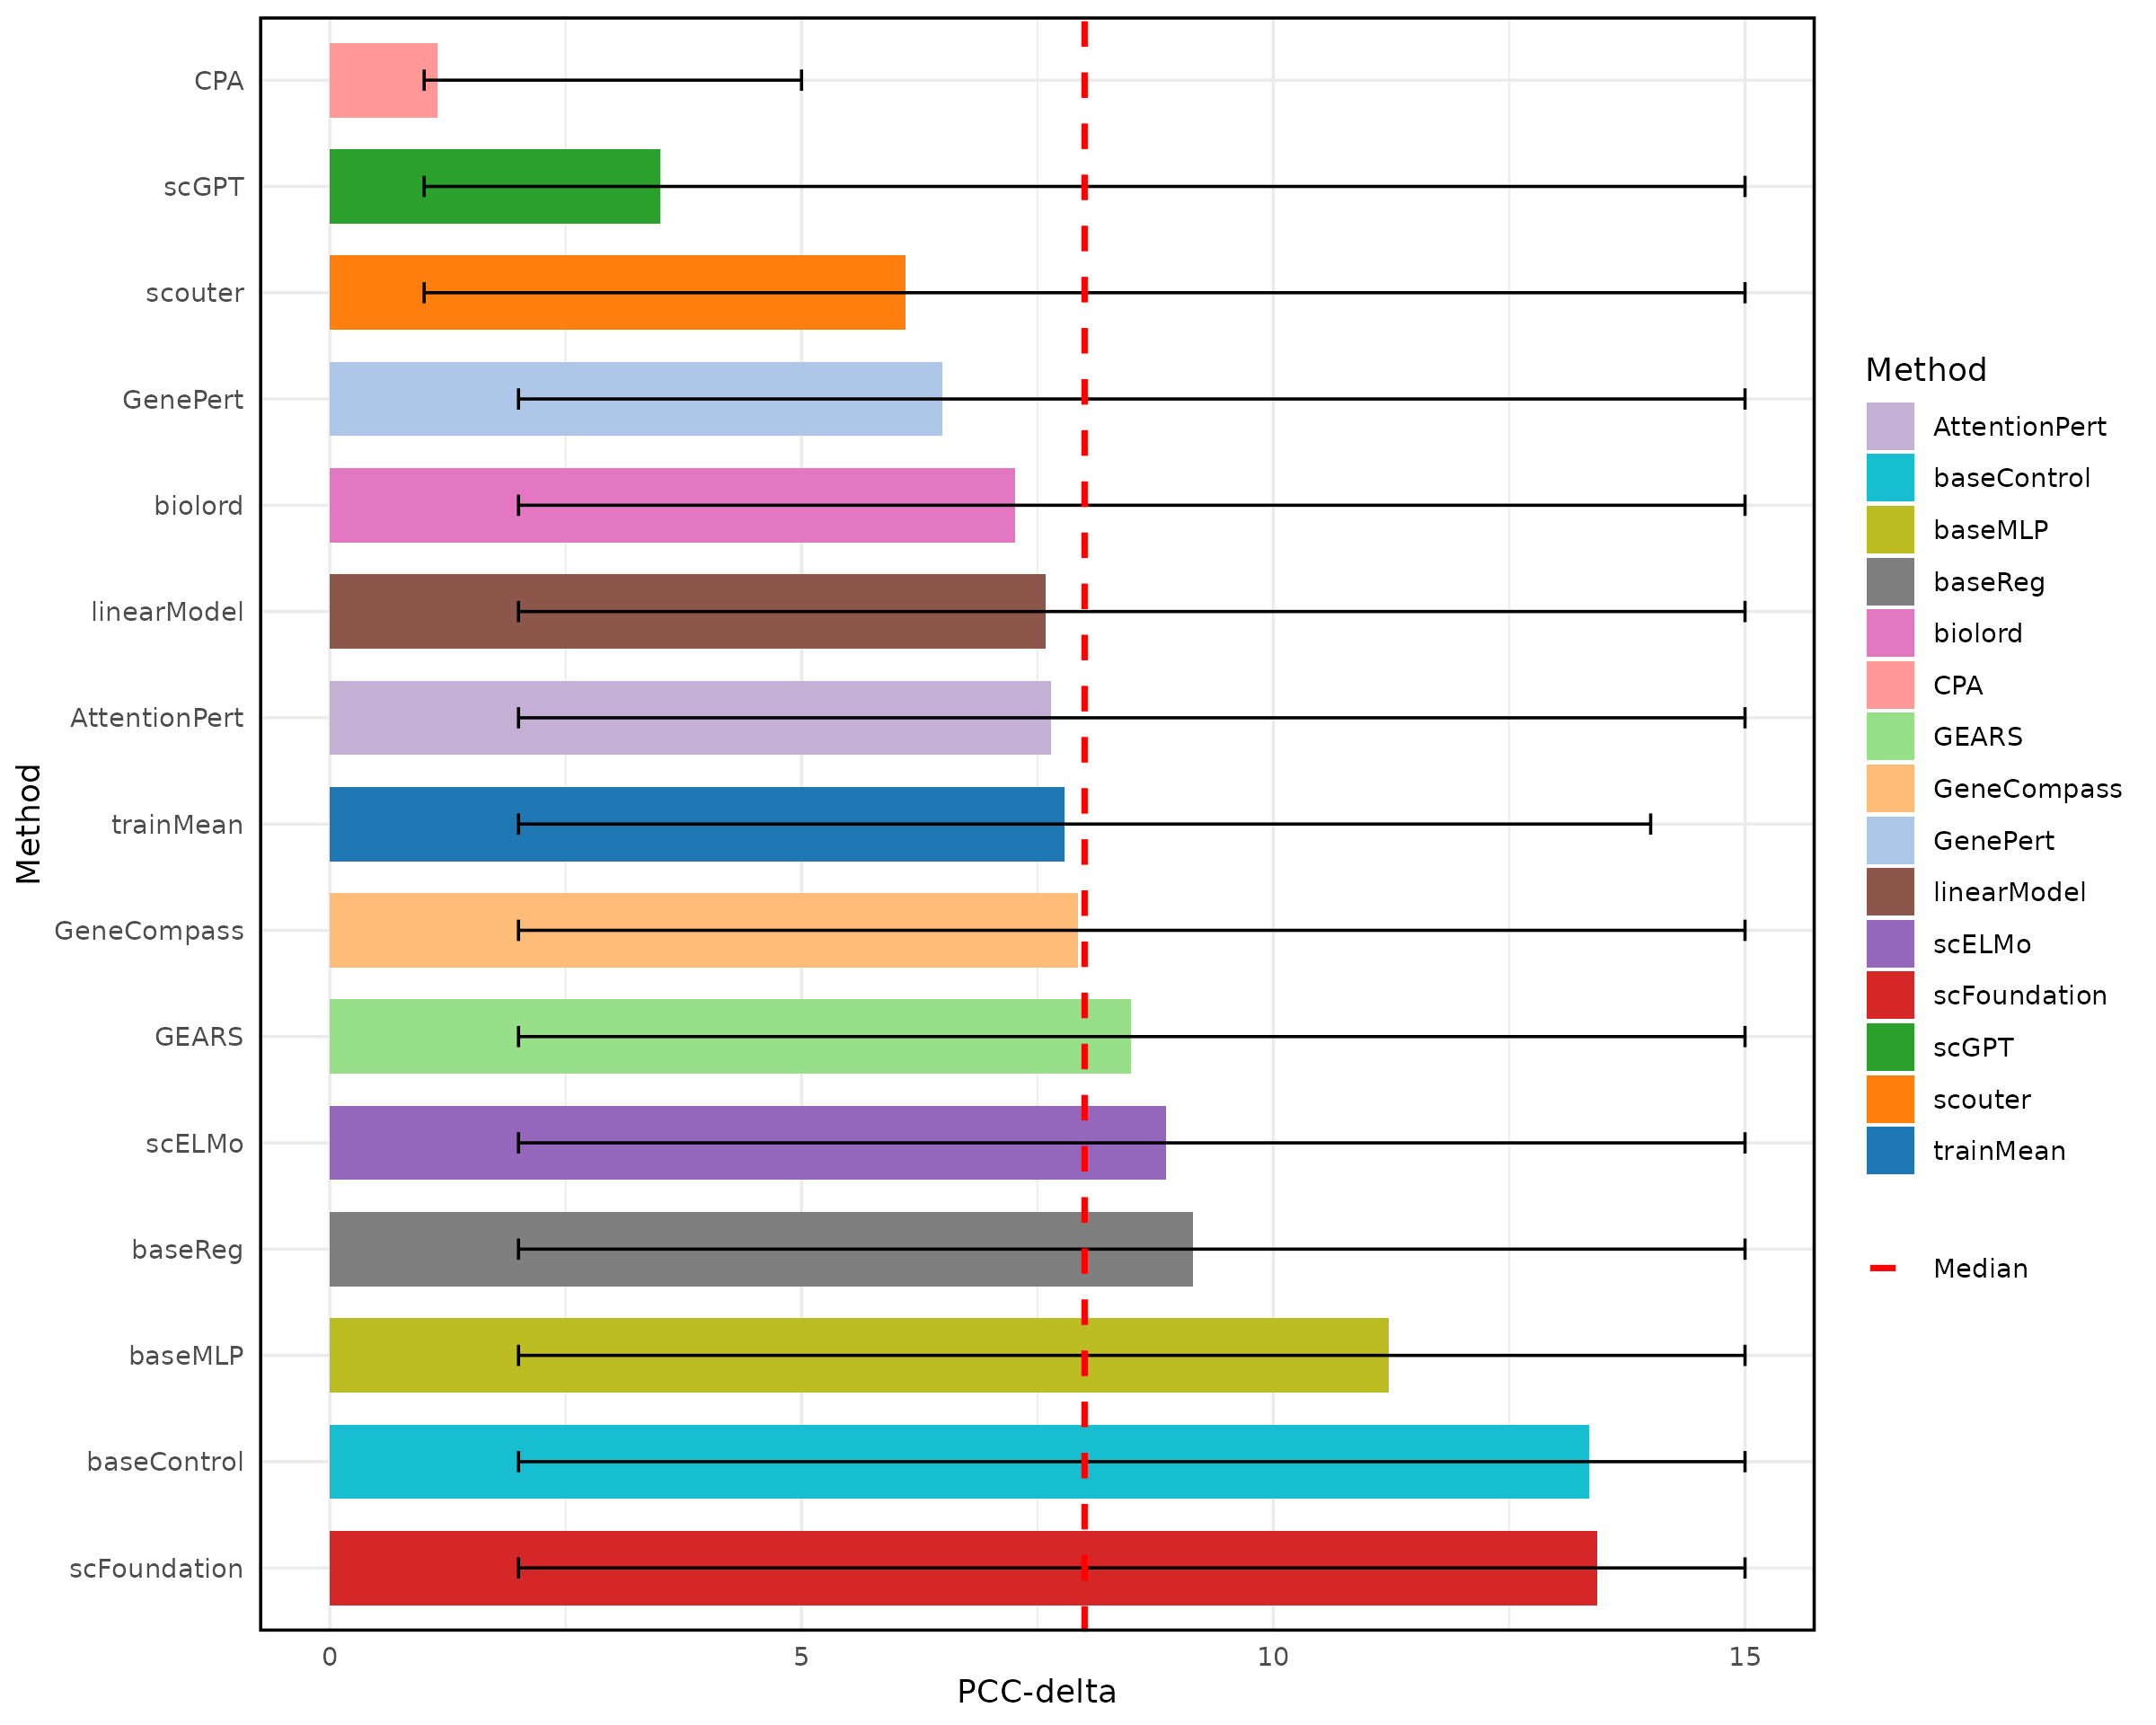 CPA
scGPT
scouter
GenePert
biolord
linearModel
AttentionPert
trainMean
GeneCompass
GEARS
scELMo
baseReg
baseMLP
baseControl
scFoundation
Method
0 5 10 15
PCC-delta
Method
AttentionPert
baseControl
baseMLP
baseReg
biolord
CPA
GEARS
GeneCompass
GenePert
linearModel
scELMo
scFoundation
scGPT
scouter
trainMean
Median